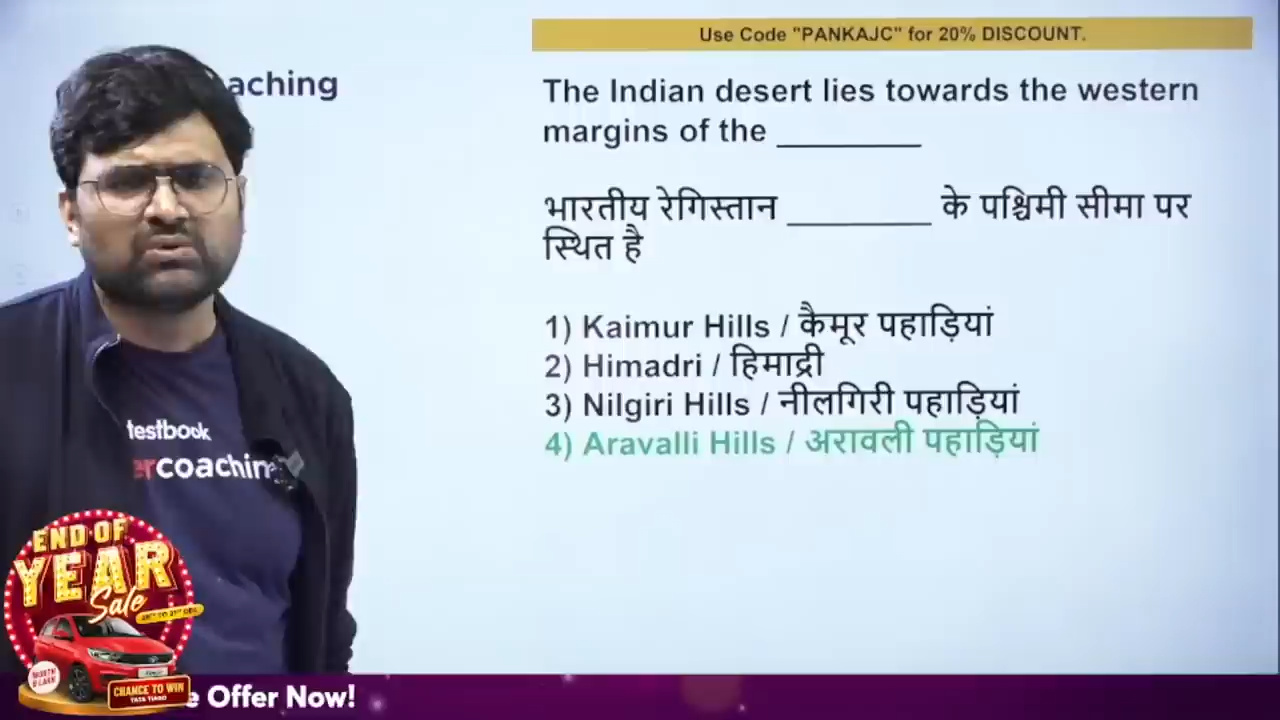 Use Code "PANKAJC" for 20% DISCOUNT.
aching
The Indian desert lies towards the western
margins of the ________
भारतीय रेगिस्तान ________ के पश्चिमी सीमा पर
स्थित है
1) Kaimur Hills / कैमूर पहाड़ियां
2) Himadri / हिमाद्री
3) Nilgiri Hills / नीलगिरी पहाड़ियां
4) Aravalli Hills / अरावली पहाड़ियां
testbook
ercoachin
END OF
YEAR
Sale
CHANCE TO WIN
TATA TIAGO
e Offer Now!